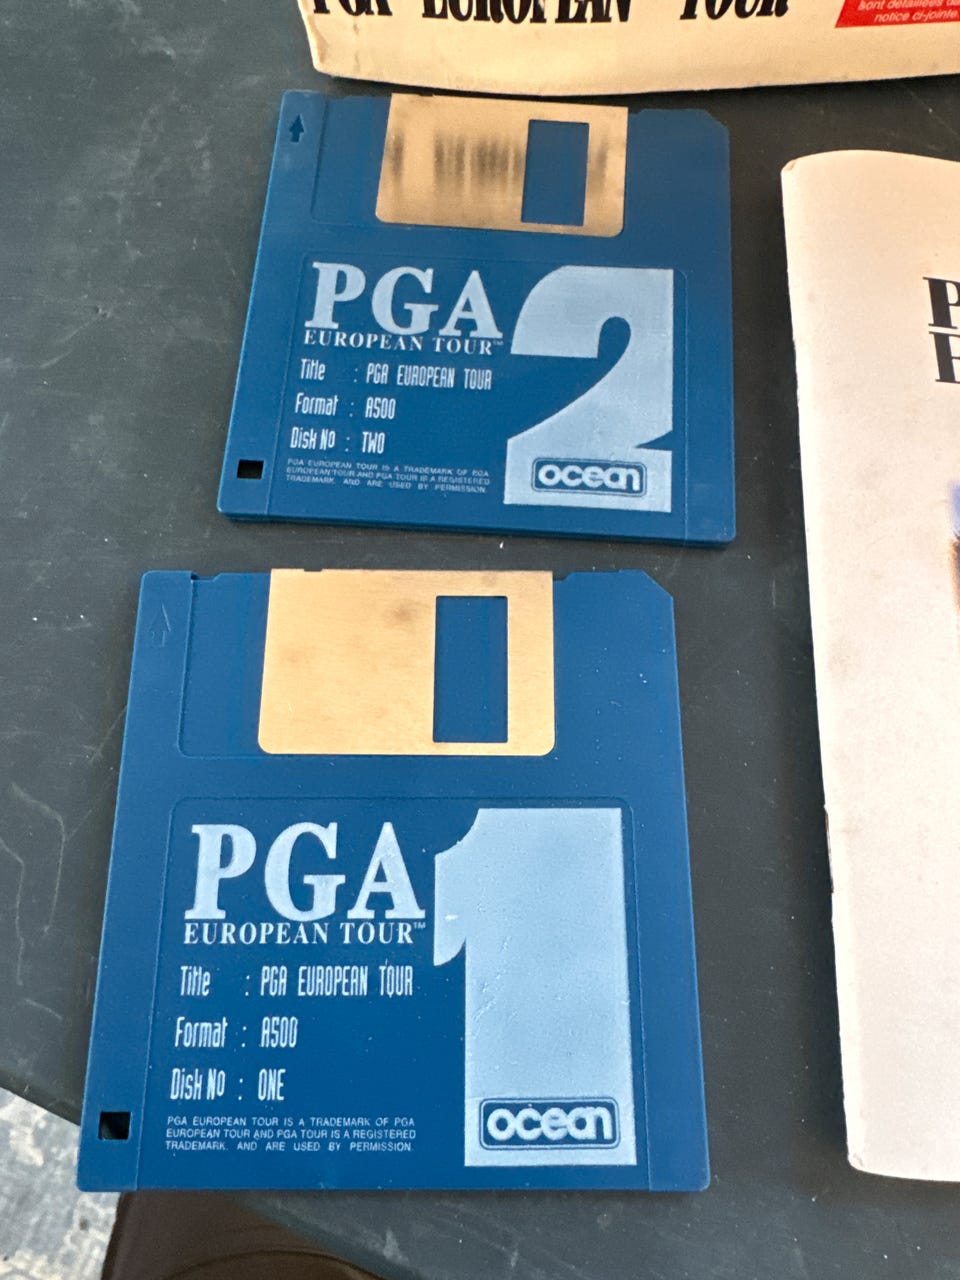 PGA EUROPEAN TOUR
sont détaillées
notice ci-jointe
PGA
EUROPEAN TOUR™
2
Title : PGA EUROPEAN TOUR
Format : A500
Disk No : TWO
PGA EUROPEAN TOUR IS A TRADEMARK OF PGA
EUROPEAN TOUR AND PGA TOUR IS A REGISTERED
TRADEMARK. AND ARE USED BY PERMISSION.
ocean
PGA
EUROPEAN TOUR™
1
Title : PGA EUROPEAN TOUR
Format : A500
Disk No : ONE
PGA EUROPEAN TOUR IS A TRADEMARK OF PGA
EUROPEAN TOUR AND PGA TOUR IS A REGISTERED
TRADEMARK. AND ARE USED BY PERMISSION.
ocean
P
E